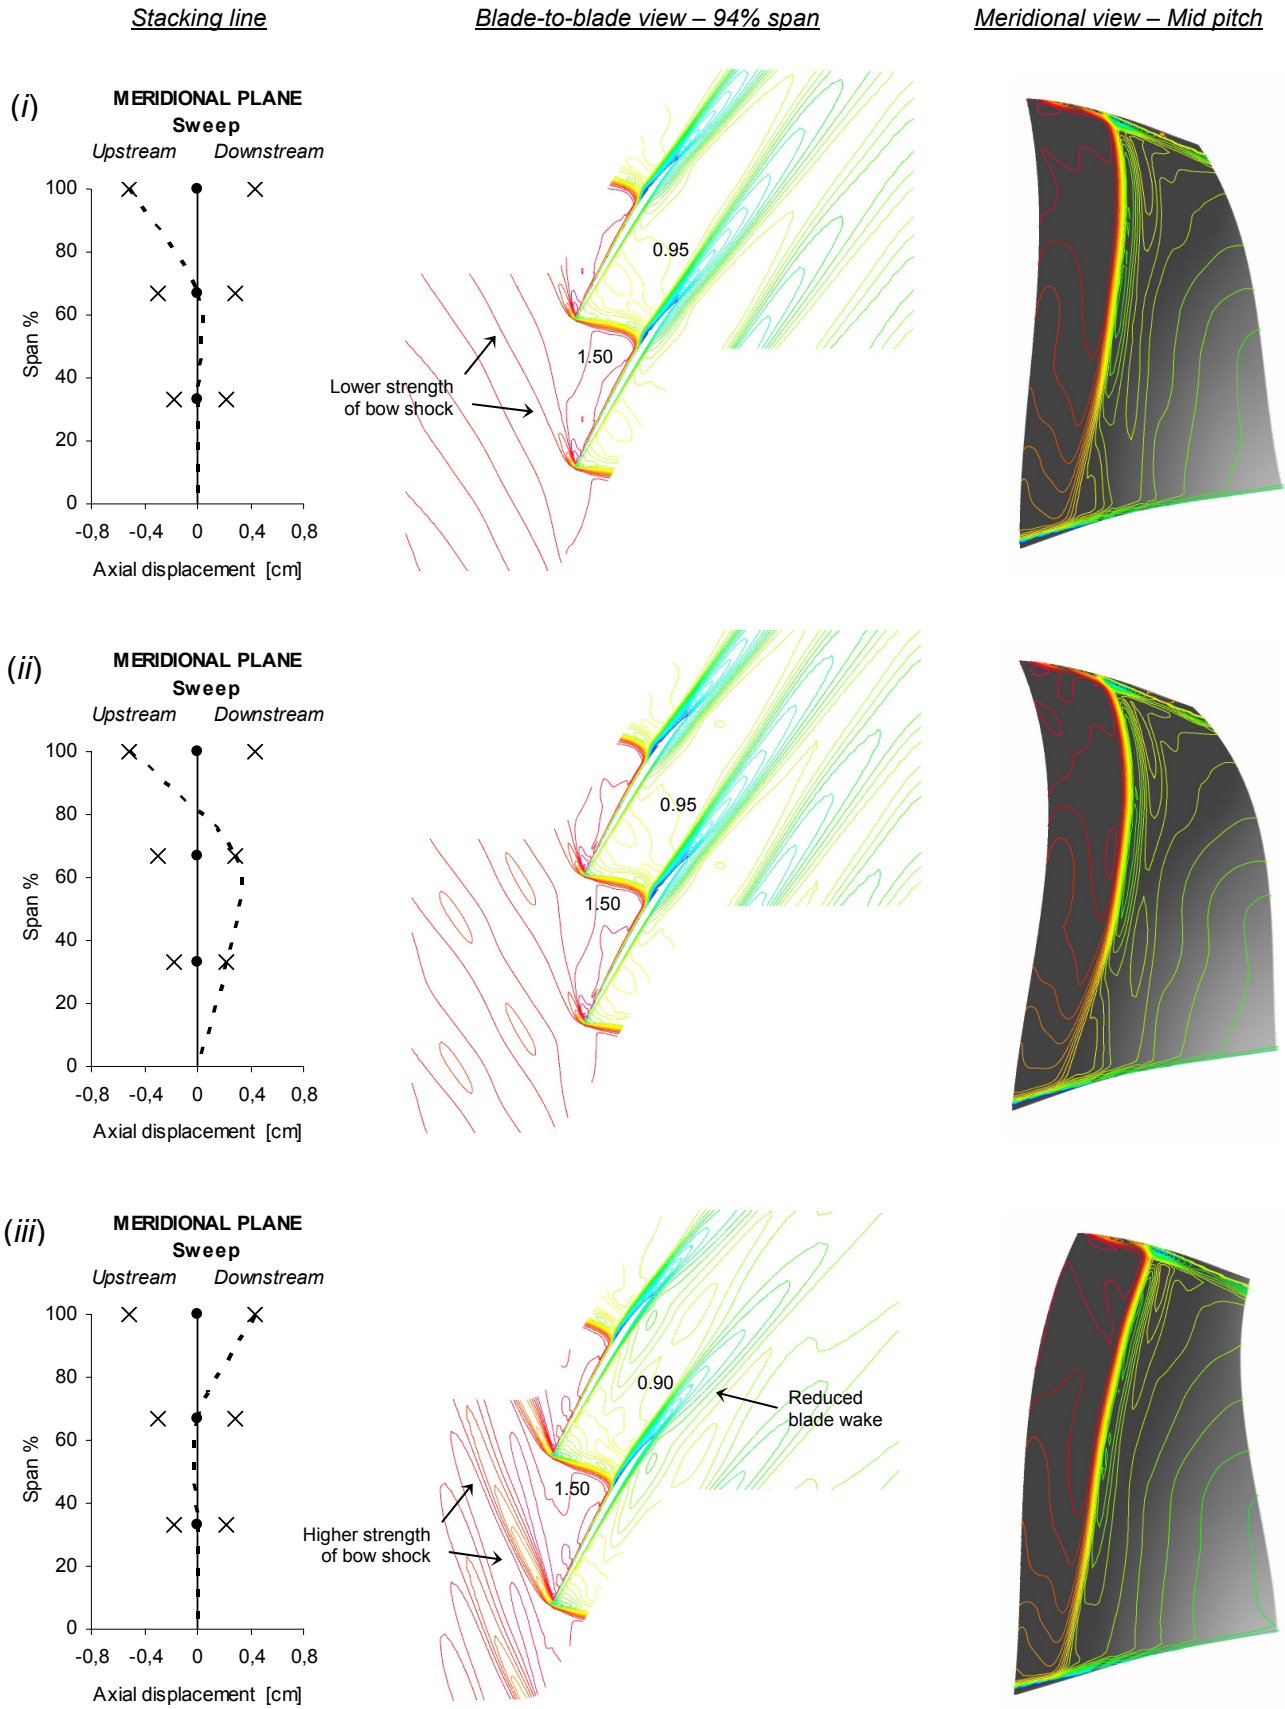 Stacking line
Blade-to-blade view – 94% span
Meridional view – Mid pitch
(i)
MERIDIONAL PLANE
Sweep
Upstream Downstream
100
80
60
40
20
0
Span %
-0,8 -0,4 0 0,4 0,8
Axial displacement [cm]
0.95
1.50
Lower strength
of bow shock
(ii)
MERIDIONAL PLANE
Sweep
Upstream Downstream
100
80
60
40
20
0
Span %
-0,8 -0,4 0 0,4 0,8
Axial displacement [cm]
0.95
1.50
(iii)
MERIDIONAL PLANE
Sweep
Upstream Downstream
100
80
60
40
20
0
Span %
-0,8 -0,4 0 0,4 0,8
Axial displacement [cm]
0.90
Reduced
blade wake
1.50
Higher strength
of bow shock